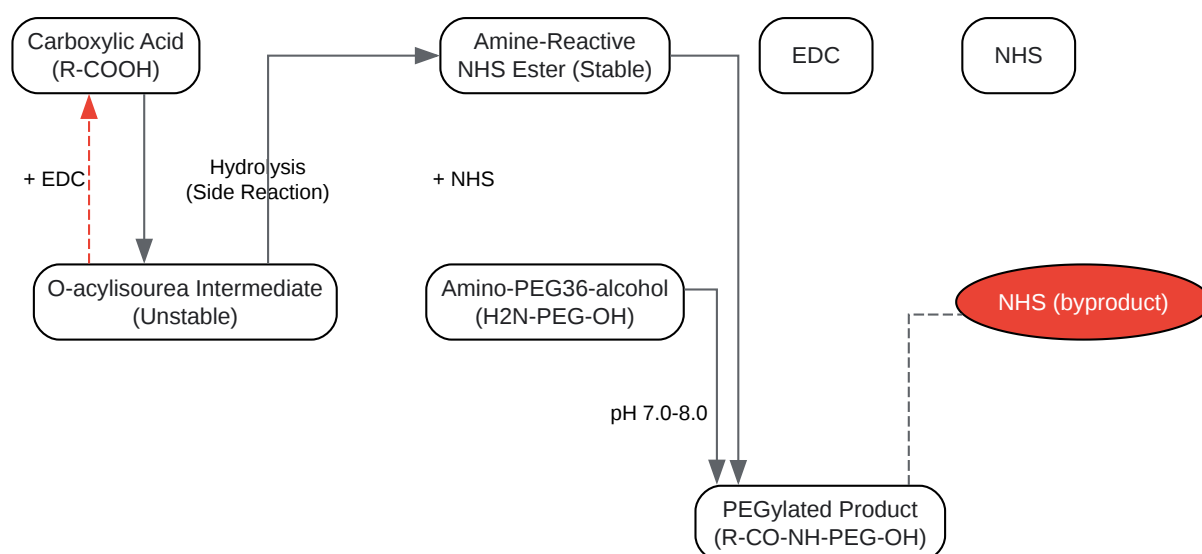 Carboxylic Acid
(R-COOH)
Amine-Reactive
NHS Ester (Stable)
EDC
NHS
+ EDC
Hydrolysis
(Side Reaction)
+ NHS
O-acylisourea Intermediate
(Unstable)
Amino-PEG36-alcohol
(H2N-PEG-OH)
NHS (byproduct)
pH 7.0-8.0
PEGylated Product
(R-CO-NH-PEG-OH)